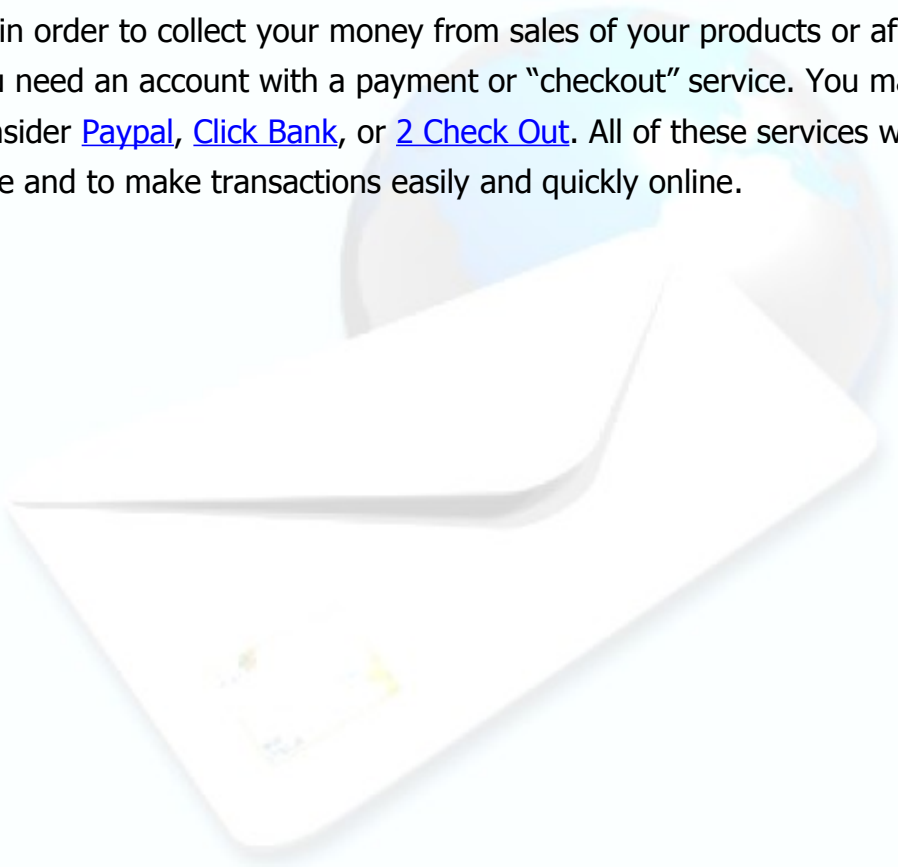 in order to collect your money from sales of your products or af
need an account with a payment or “checkout” service. You ma
Paypal, Click Bank, or 2 Check Out. All of these services w
and to make transactions easily and quickly online.